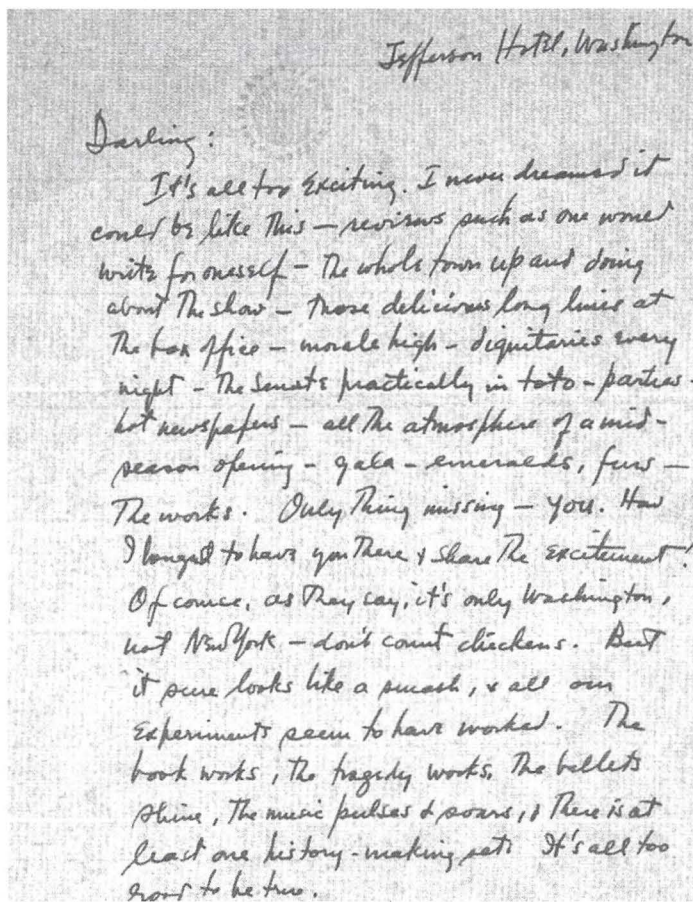 Jefferson Hotel, Washington
Darling:
It's all too exciting. I never dreamed it
could be like this — reviews such as one would
write for oneself — the whole town up and doing
about the show — those delicious long lines at
the box office — morale high — dignitaries every
night — the Senate practically in toto — parties -
hot newspapers — all the atmosphere of a mid-
season opening — gala — emeralds, furs —
the works. Only thing missing — you. How
I longed to have you there & share the excitement!
Of course, as they say, it's only Washington,
not New York — don't count chickens. But
it sure looks like a smash, & all our
experiments seem to have worked. The
book works, the tragedy works, the ballets
shine, the music pulses & soars, & there is at
least one history-making set. It's all too
good to be true.